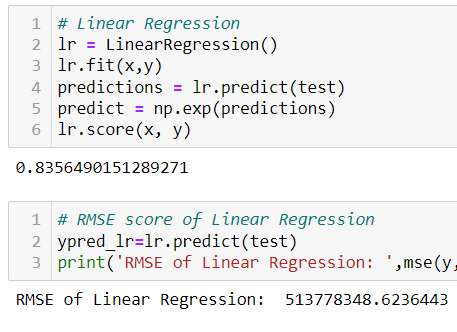 1 # Linear Regression
2 lr = LinearRegression()
3 lr.fit(x,y)
4 predictions = lr.predict(test)
5 predict = np.exp(predictions)
6 lr.score(x, y)
0.8356490151289271
1 # RMSE score of Linear Regression
2 ypred_lr=lr.predict(test)
3 print('RMSE of Linear Regression: ',mse(y,
RMSE of Linear Regression:  513778348.6236443